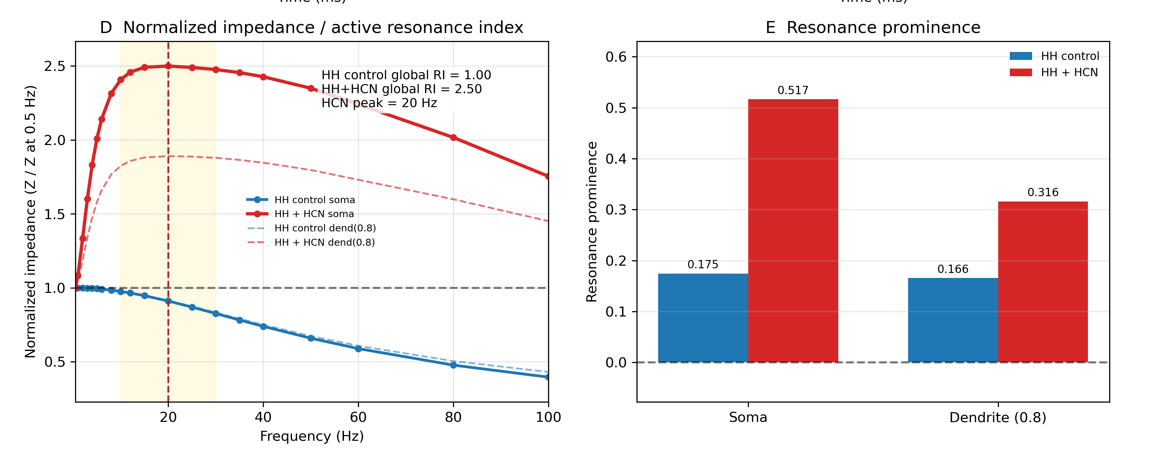 Time (ms)
Time (ms)
D  Normalized impedance / active resonance index
Normalized impedance (Z / Z at 0.5 Hz)
2.5
2.0
1.5
1.0
0.5
HH control global RI = 1.00
HH+HCN global RI = 2.50
HCN peak = 20 Hz
HH control soma
HH + HCN soma
HH control dend(0.8)
HH + HCN dend(0.8)
20
40
60
80
100
Frequency (Hz)
E  Resonance prominence
Resonance prominence
0.6
0.5
0.4
0.3
0.2
0.1
0.0
HH control
HH + HCN
0.175
0.517
0.166
0.316
Soma
Dendrite (0.8)